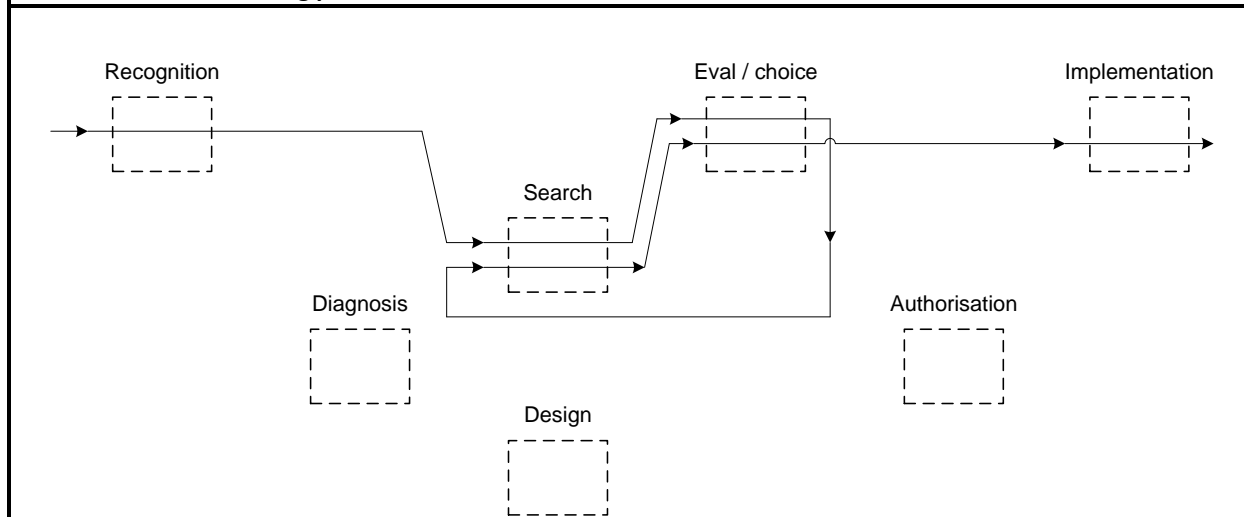 Recognition
Eval / choice
Implementation
Search
Diagnosis
Authorisation
Design